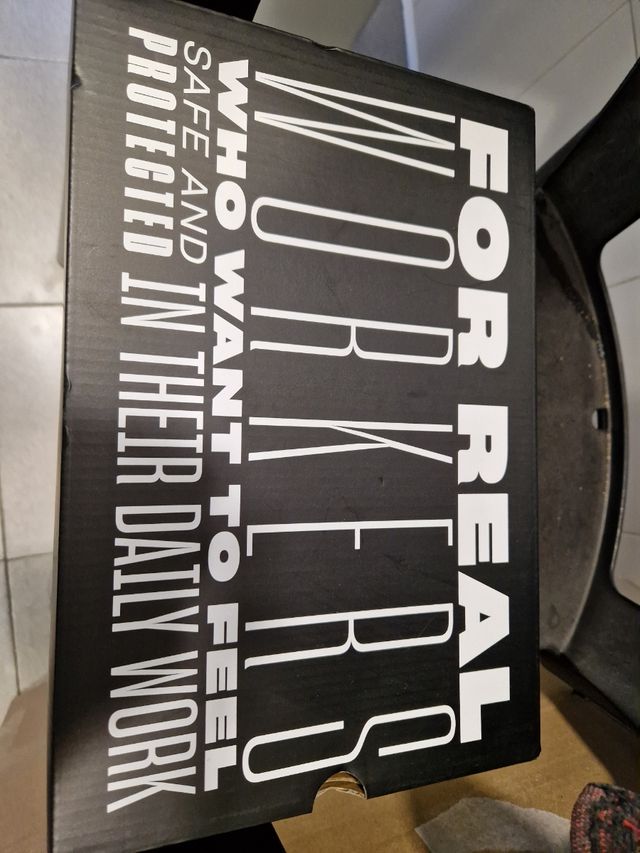 FOR REAL
WORKERS
WHO WANT TO FEEL
SAFE AND
PROTECTED IN THEIR DAILY WORK